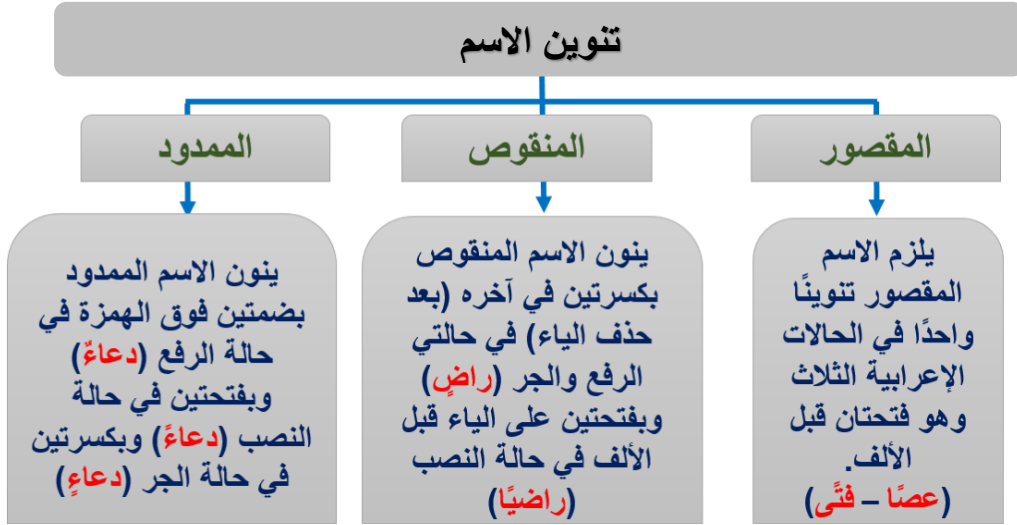 تنوين الاسم
المقصور
المنقوص
الممدود
يلزم الاسم
المقصور تنوينًا
واحدًا في الحالات
الإعرابية الثلاث
وهو فتحتان قبل
الألف.
(عصًا – فتًى)
ينون الاسم المنقوص
بكسرتين في آخره (بعد
حذف الياء) في حالتي
الرفع والجر (راضٍ)
وبفتحتين على الياء قبل
الألف في حالة النصب
(راضيًا)
ينون الاسم الممدود
بضمتين فوق الهمزة في
حالة الرفع (دعاءٌ)
وبفتحتين في حالة
النصب (دعاءً) وبكسرتين
في حالة الجر (دعاءٍ)